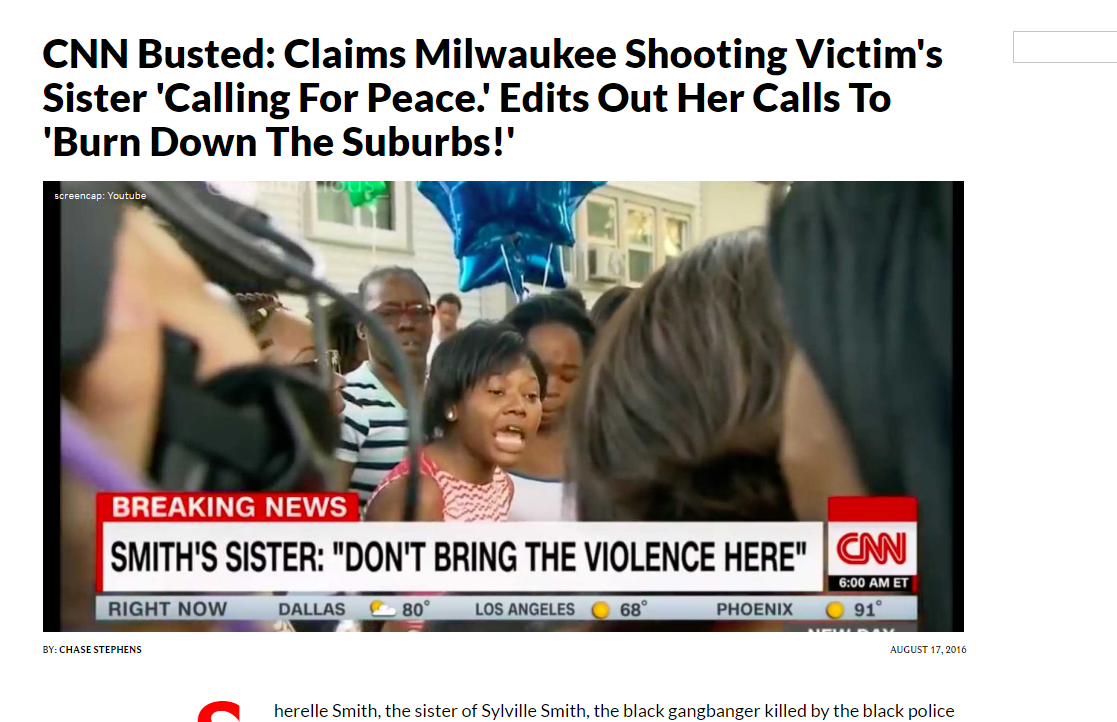 CNN Busted: Claims Milwaukee Shooting Victim's
Sister 'Calling For Peace.' Edits Out Her Calls To
'Burn Down The Suburbs!'
screencap: Youtube
BREAKING NEWS
SMITH'S SISTER: "DON'T BRING THE VIOLENCE HERE"
CNN
6:00 AM ET
RIGHT NOW DALLAS 80° LOS ANGELES 68° PHOENIX 91°
NEW DAY
BY: CHASE STEPHENS AUGUST 17, 2016
Sherelle Smith, the sister of Sylville Smith, the black gangbanger killed by the black police